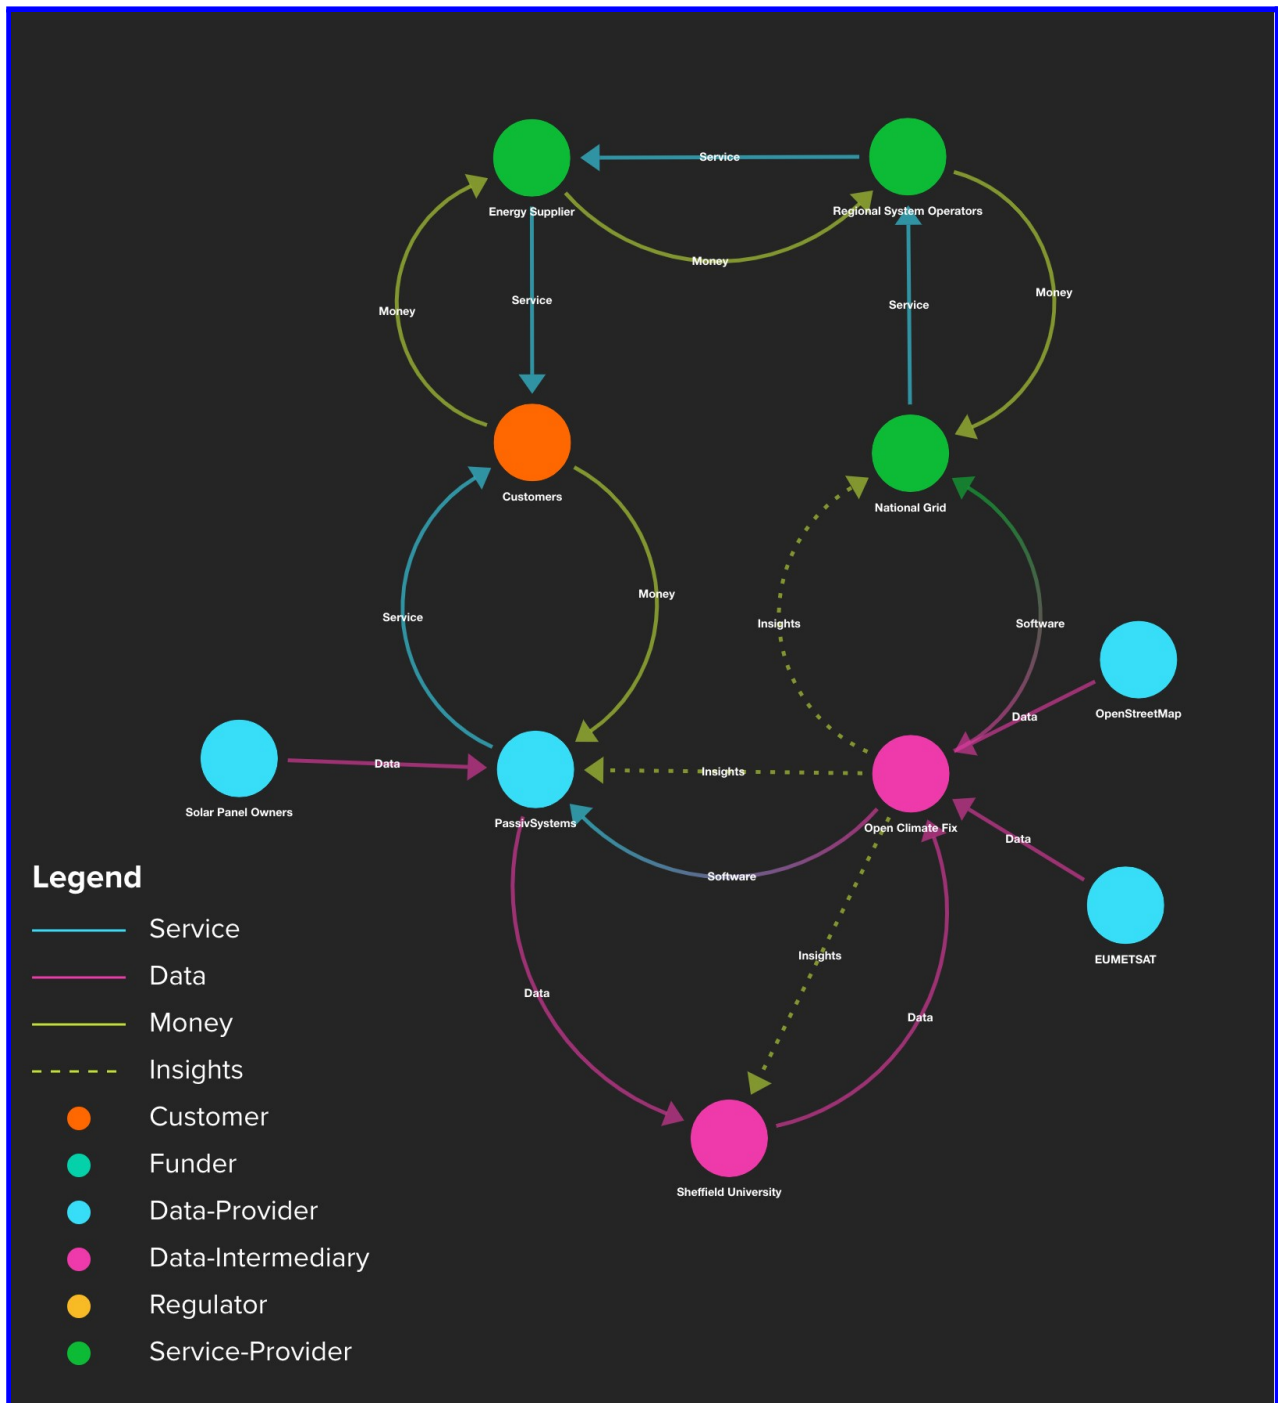 Service
Energy Supplier
Regional System Operators
Money
Money
Service
Service
Money
Customers
National Grid
Money
Service
Insights
Software
OpenStreetMap
Data
Data
Insights
Solar Panel Owners
PassivSystems
Open Climate Fix
Data
Software
Insights
EUMETSAT
Data
Data
Sheffield University
Legend
Service
Data
Money
Insights
Customer
Funder
Data-Provider
Data-Intermediary
Regulator
Service-Provider